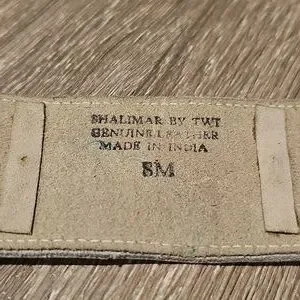 SHALIMAR BY TWT
GENUINE LEATHER
MADE IN INDIA
SM